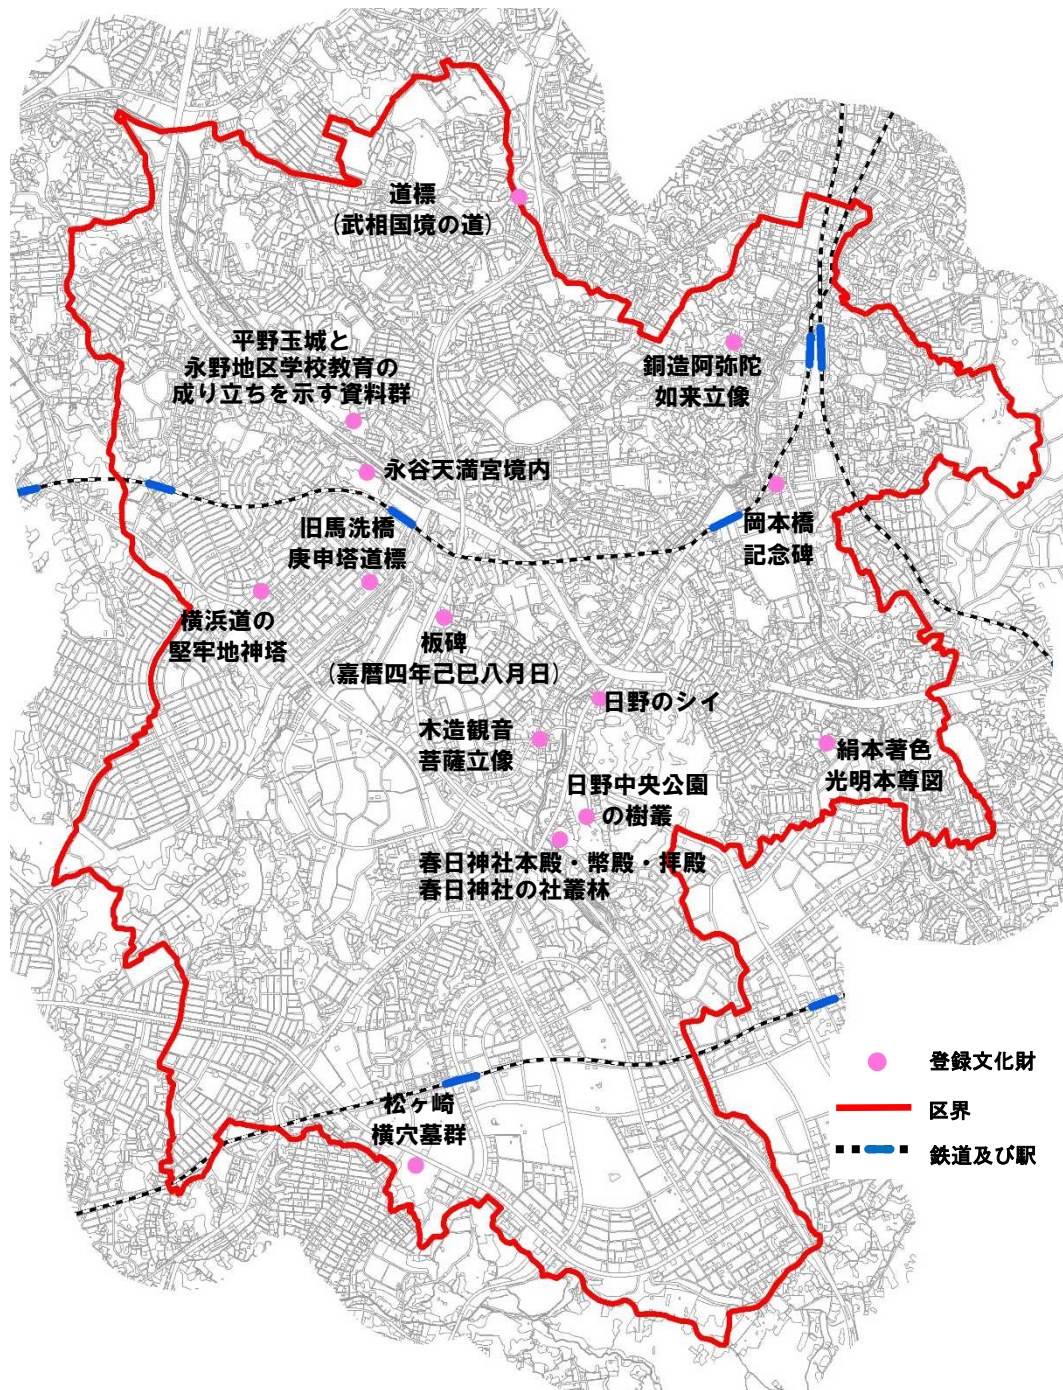 道標
(武相国境の道)
平野玉城と
永野地区学校教育の
成り立ちを示す資料群
銅造阿弥陀
如来立像
永谷天満宮境内
岡本橋
記念碑
旧馬洗橋
庚申塔道標
横浜道の
堅牢地神塔
板碑
(嘉暦四年己巳八月日)
日野のシイ
木造観音
菩薩立像
絹本著色
光明本尊図
日野中央公園
の樹叢
春日神社本殿・幣殿・拝殿
春日神社の社叢林
松ヶ崎
横穴墓群
登録文化財
区界
鉄道及び駅